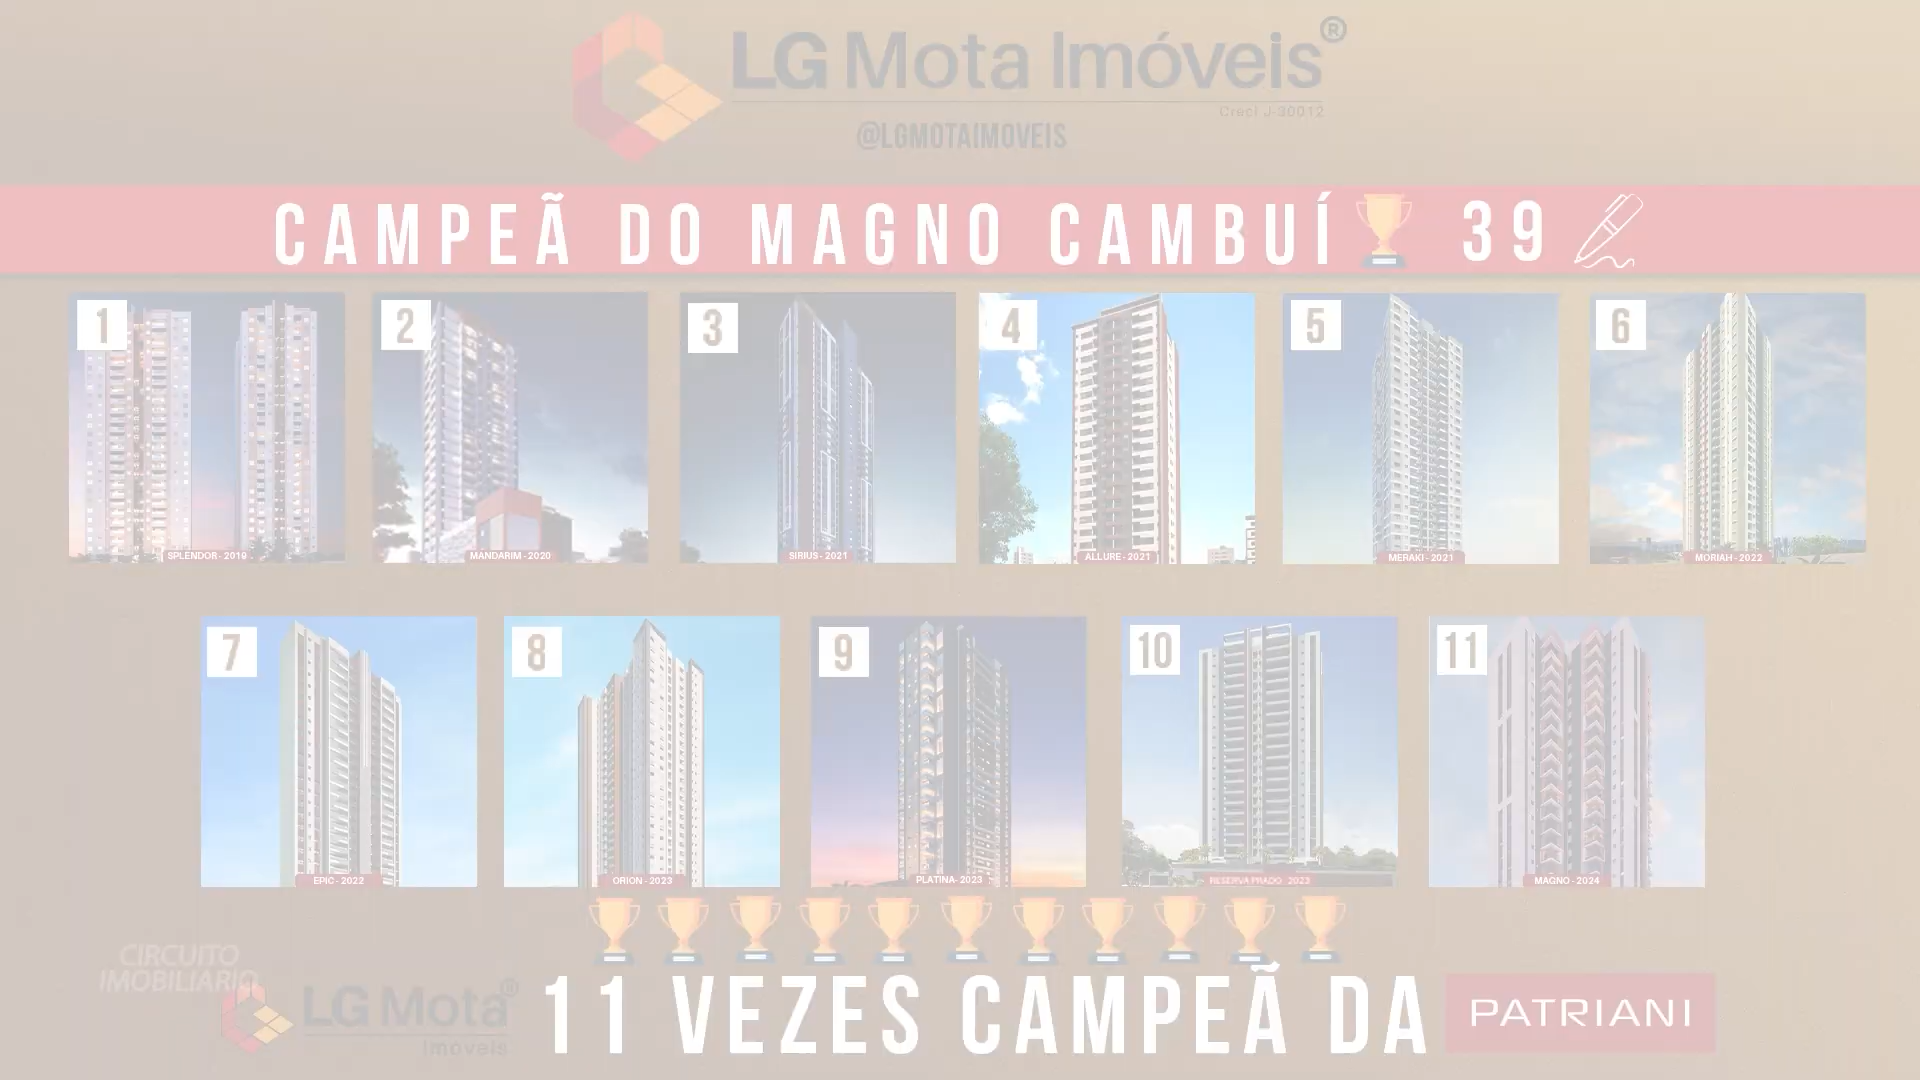 LG Mota Imóveis®
Creci J-30012
@LGMOTAIMOVEIS
CAMPEÃ DO MAGNO CAMBUÍ 39
1
2
3
4
5
6
SPLENDOR - 2019
MANDARIM - 2020
SIRIUS - 2021
ALLURE - 2021
MERAKI - 2021
MORIAH - 2022
7
8
9
10
11
EPIC - 2022
ORION - 2023
PLATINA - 2023
RESERVA PRADO - 2023
MAGNO - 2024
CIRCUITO
IMOBILIARIO
LG Mota®
imóveis
11 VEZES CAMPEÃ DA PATRIANI